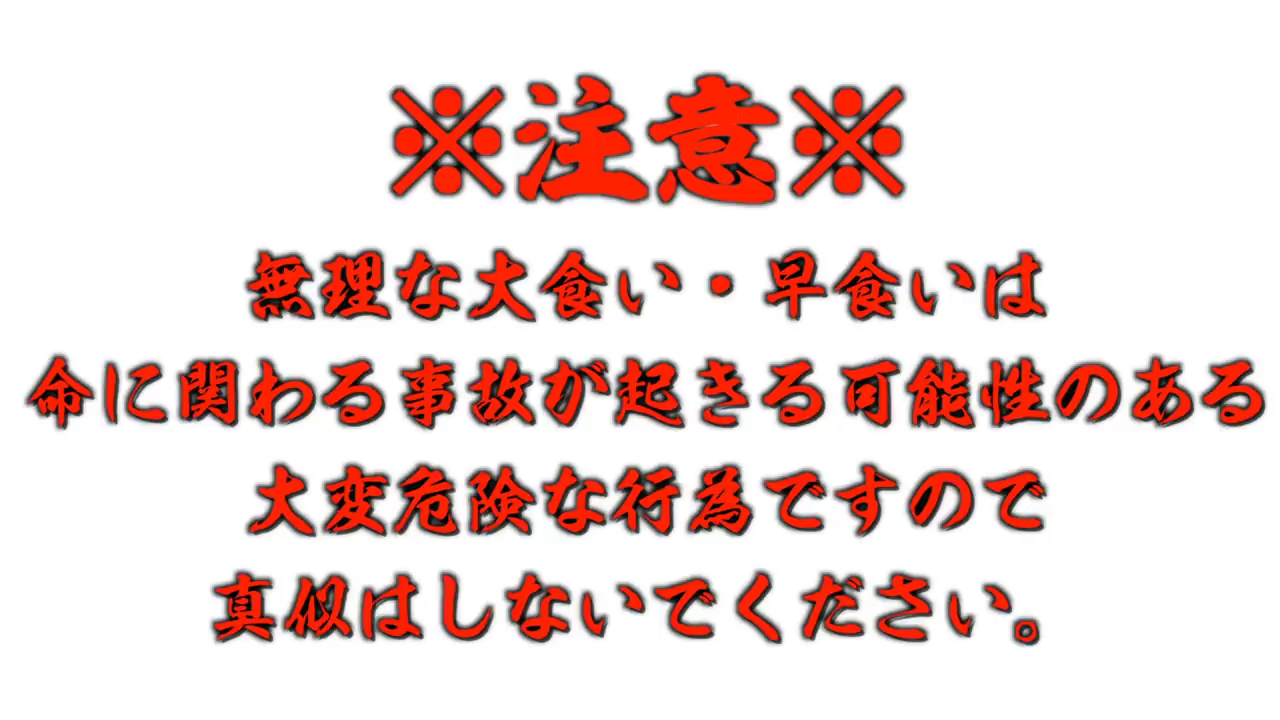 ※注意※
無理な大食い・早食いは
命に関わる事故が起きる可能性のある
大変危険な行為ですので
真似はしないでください。